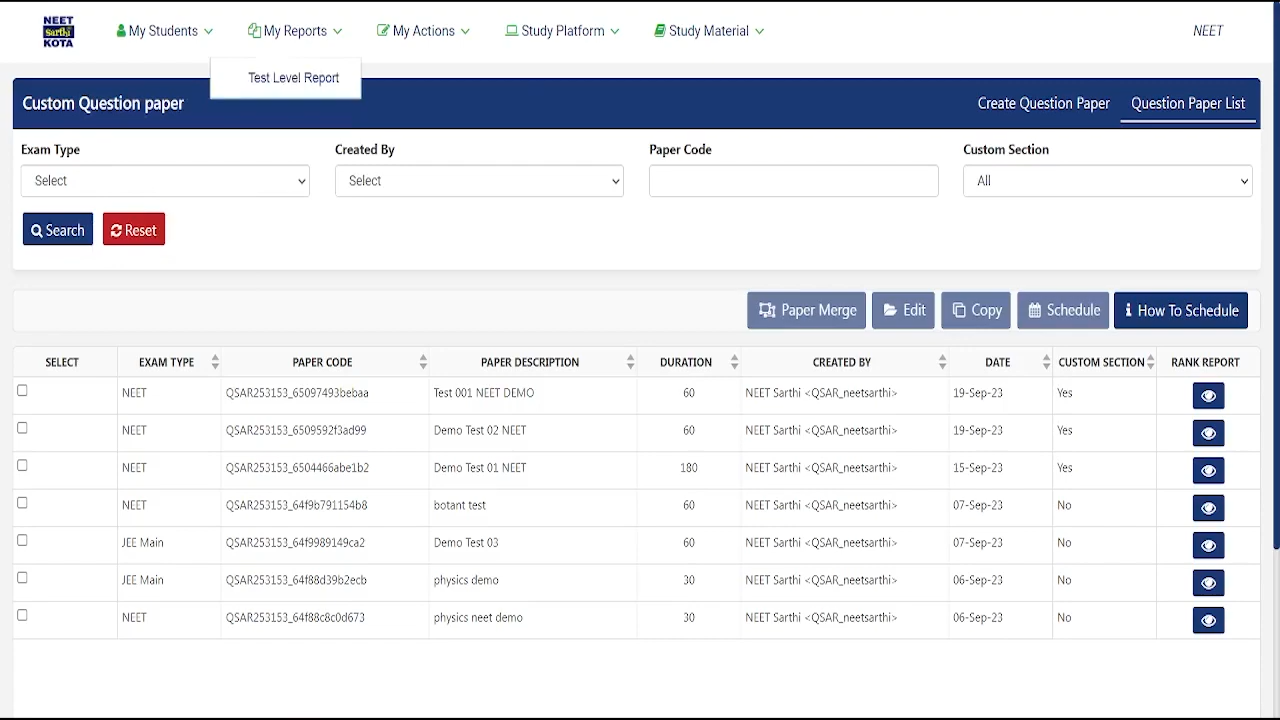 NEET
sarthi
KOTA
My Students
My Reports
My Actions
Study Platform
Study Material
NEET
Test Level Report
Custom Question paper
Create Question Paper
Question Paper List
Exam Type
Created By
Paper Code
Custom Section
Select
Select
All
Search
Reset
Paper Merge
Edit
Copy
Schedule
How To Schedule
SELECT EXAM TYPE PAPER CODE PAPER DESCRIPTION DURATION CREATED BY DATE CUSTOM SECTION RANK REPORT
NEET QSAR253153_65097493bebaa Test 001 NEET DEMO 60 NEET Sarthi <QSAR_neetsarthi> 19-Sep-23 Yes
NEET QSAR253153_6509592f3ad99 Demo Test 02 NEET 60 NEET Sarthi <QSAR_neetsarthi> 19-Sep-23 Yes
NEET QSAR253153_6504466abe1b2 Demo Test 01 NEET 180 NEET Sarthi <QSAR_neetsarthi> 15-Sep-23 Yes
NEET QSAR253153_64f9b791154b8 botant test 60 NEET Sarthi <QSAR_neetsarthi> 07-Sep-23 No
JEE Main QSAR253153_64f9989149ca2 Demo Test 03 60 NEET Sarthi <QSAR_neetsarthi> 07-Sep-23 No
JEE Main QSAR253153_64f88d39b2ecb physics demo 30 NEET Sarthi <QSAR_neetsarthi> 06-Sep-23 No
NEET QSAR253153_64f88c8c0d673 physics neet demo 30 NEET Sarthi <QSAR_neetsarthi> 06-Sep-23 No